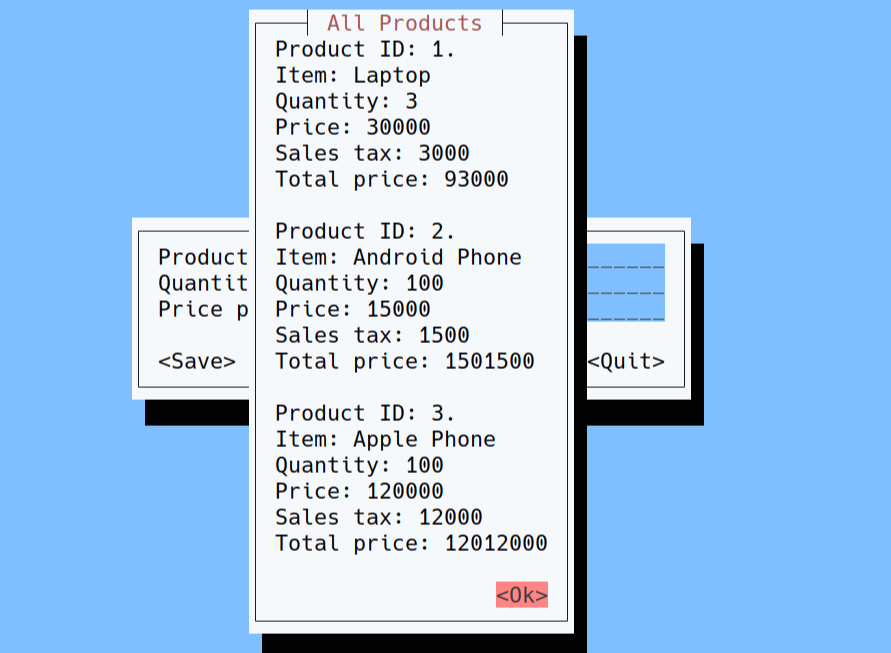 All Products
Product ID: 1.
Item: Laptop
Quantity: 3
Price: 30000
Sales tax: 3000
Total price: 93000
Product ID: 2.
Item: Android Phone
Quantity: 100
Price: 15000
Sales tax: 1500
Total price: 1501500
Product ID: 3.
Item: Apple Phone
Quantity: 100
Price: 120000
Sales tax: 12000
Total price: 12012000
<Ok>
Product
Quantit
Price p
<Save>
<Quit>